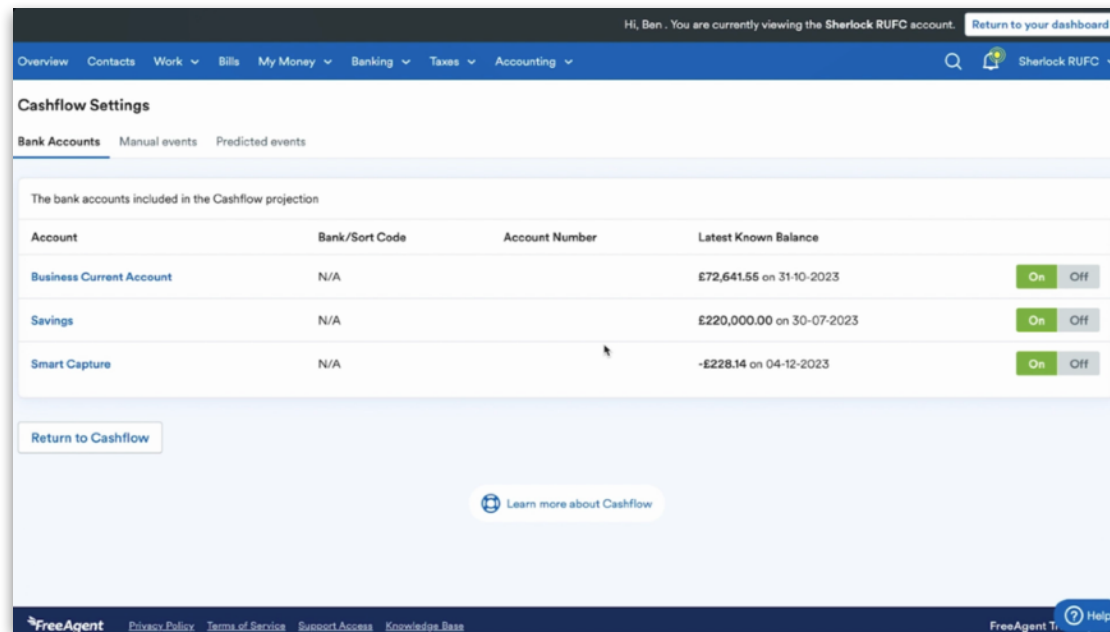 Hi, Ben . You are currently viewing the Sherlock RUFC account. Return to your dashboard
Overview Contacts Work Bills My Money Banking Taxes Accounting Sherlock RUFC
Cashflow Settings
Bank Accounts Manual events Predicted events
The bank accounts included in the Cashflow projection
Account Bank/Sort Code Account Number Latest Known Balance
Business Current Account N/A £72,641.55 on 31-10-2023 On Off
Savings N/A £220,000.00 on 30-07-2023 On Off
Smart Capture N/A -£228.14 on 04-12-2023 On Off
Return to Cashflow
Learn more about Cashflow
FreeAgent Privacy Policy Terms of Service Support Access Knowledge Base FreeAgent Help